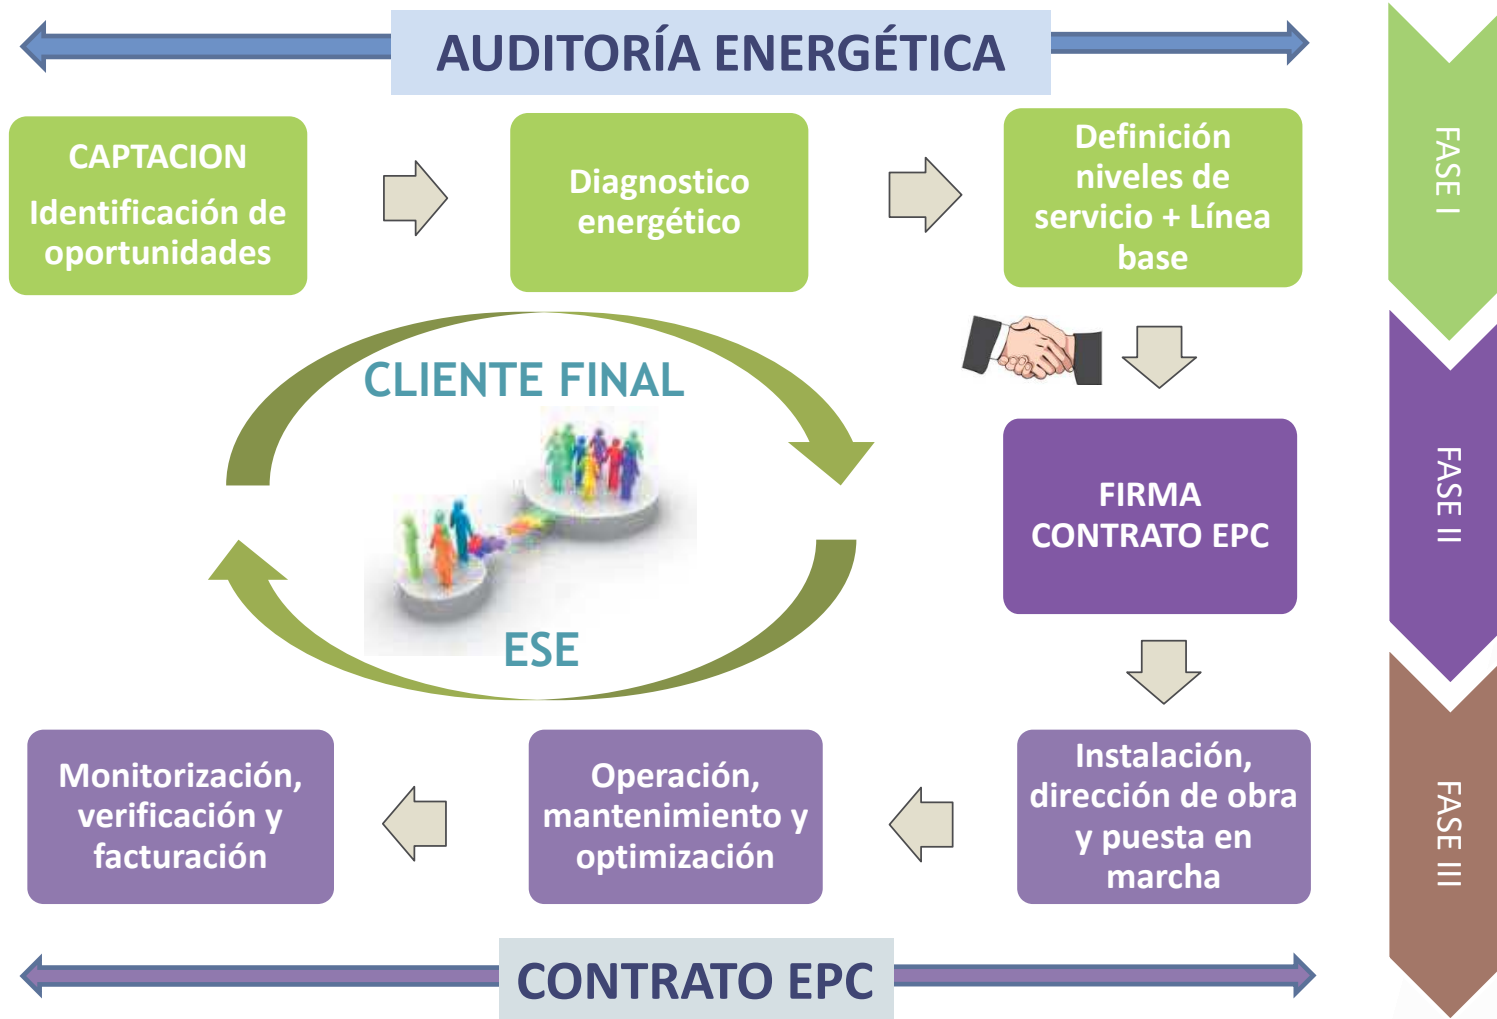 AUDITORÍA ENERGÉTICA
CAPTACION
Identificación de
oportunidades
Diagnostico
energético
Definición
niveles de
servicio + Línea
base
FASE I
CLIENTE FINAL
ESE
FIRMA
CONTRATO EPC
FASE II
Instalación,
dirección de obra
y puesta en
marcha
Operación,
mantenimiento y
optimización
Monitorización,
verificación y
facturación
FASE III
CONTRATO EPC